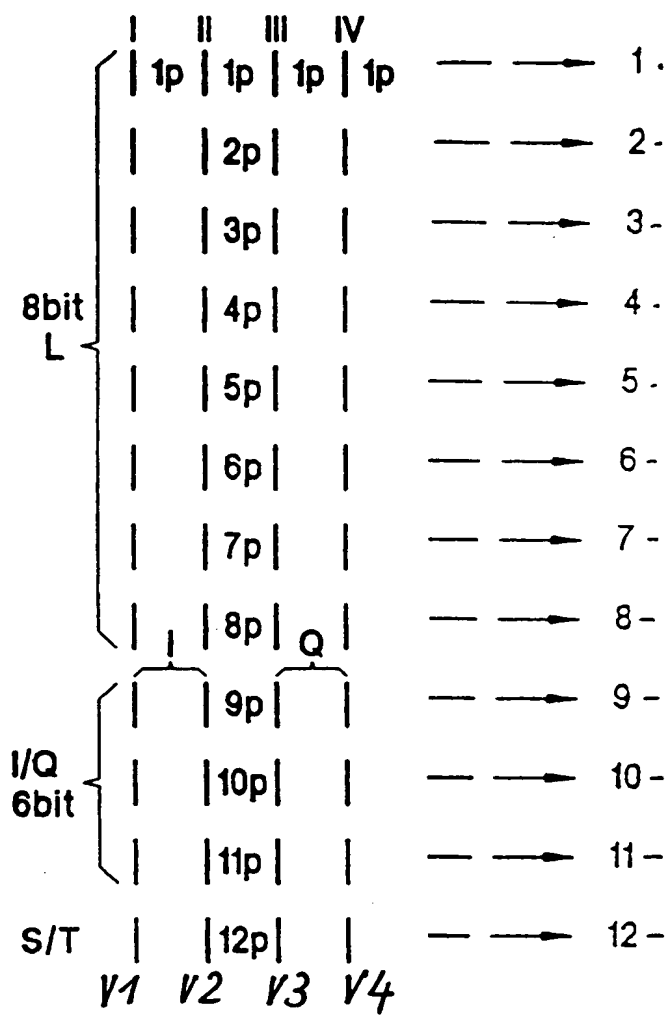 I II III IV
| 1p | 1p | 1p | 1p 1.
| | 2p | | 2-
| | 3p | | 3-
8bit | | 4p | | 4.
L
| | 5p | | 5.
| | 6p | | 6-
| | 7p | | 7-
| | 8p | | 8-
I Q
| | 9p | | 9-
I/Q | | 10p | | 10-
6bit
| | 11p | | 11-
S/T | | 12p | | 12-
V1 V2 V3 V4